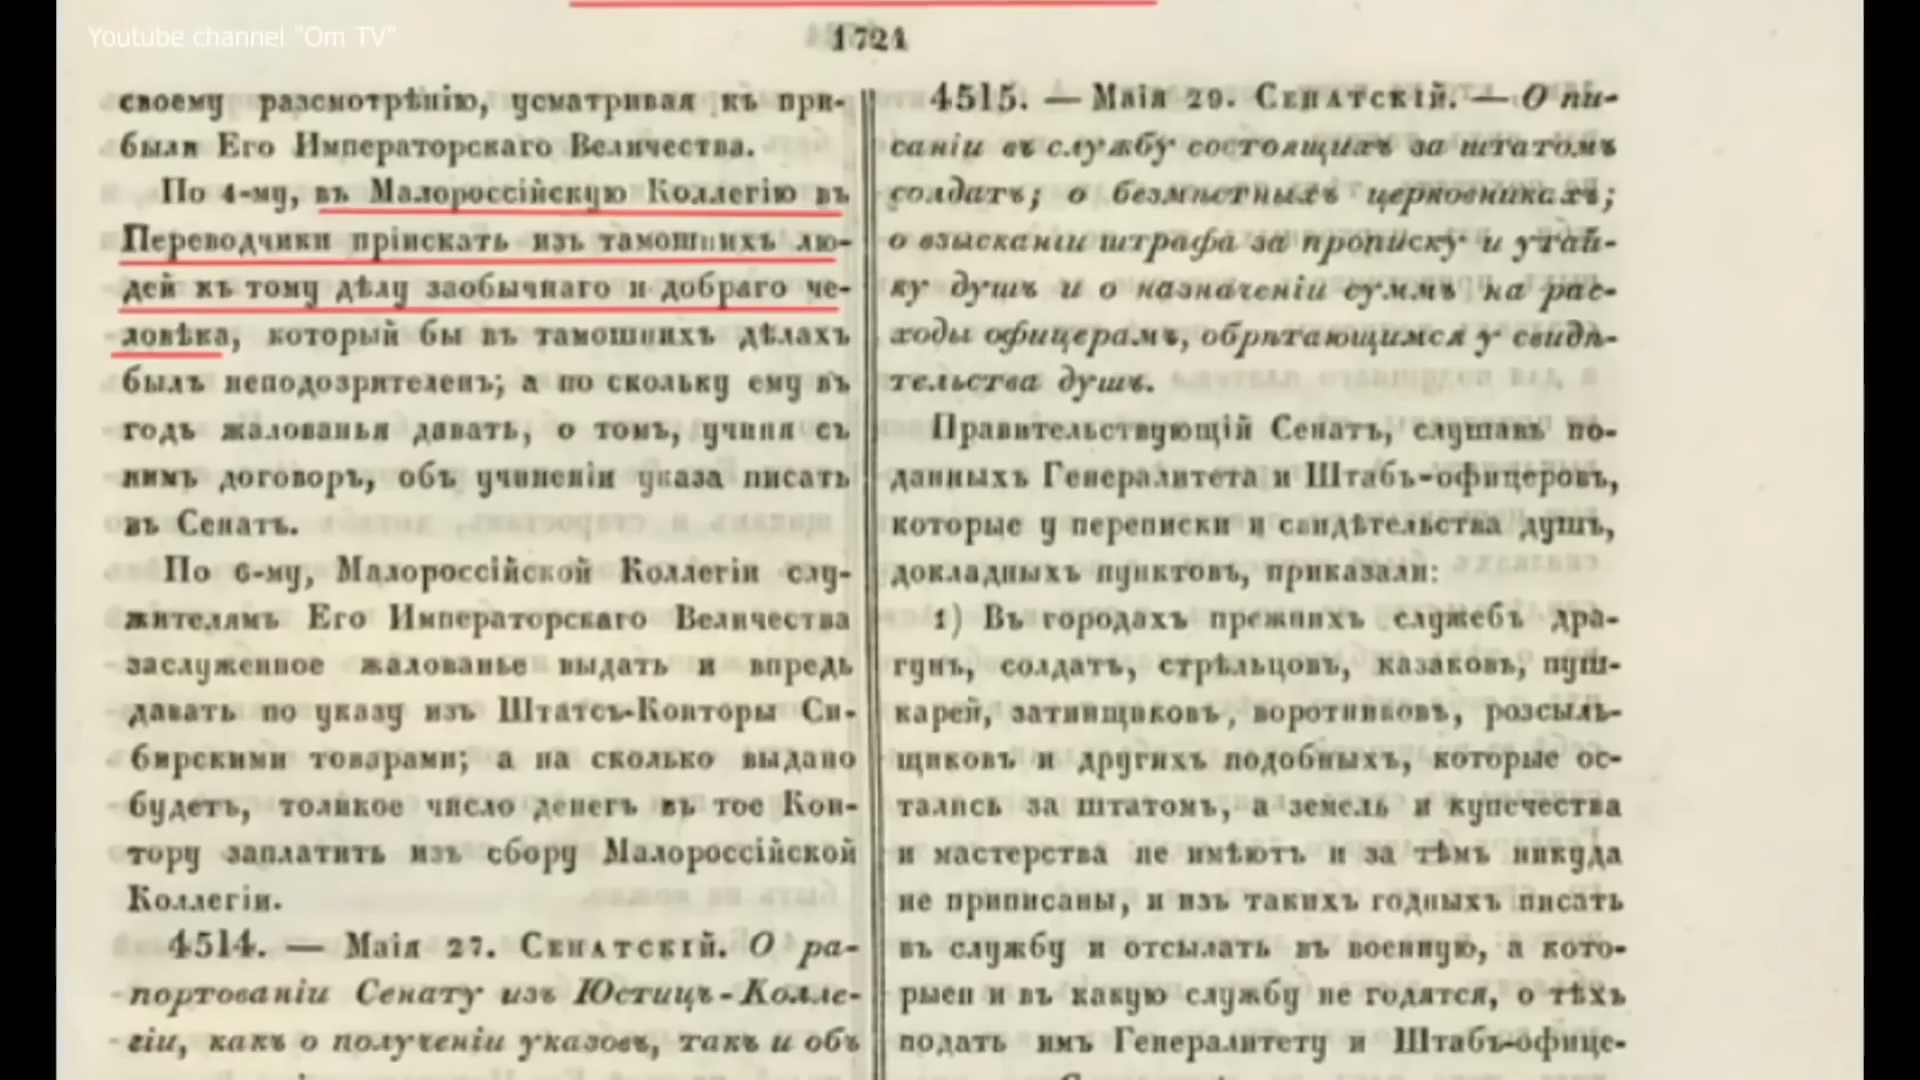 Youtube channel "Om TV"
1724
своему разсмотрѣнію, усматривая къ при-
были Его Императорскаго Величества.
По 4-му, въ Малороссійскую Коллегію въ
Переводчики пріискать изъ тамошнихъ лю-
дей къ тому дѣлу заобычнаго и добраго че-
ловѣка, который бы въ тамошнихъ дѣлахъ
былъ неподозрителенъ; а по скольку ему въ
годъ жалованья давать, о томъ, учиня съ
нимъ договоръ, объ учиненіи указа писать
въ Сенатъ.
По 6-му, Малороссійской Коллегіи слу-
жителямъ Его Императорскаго Величества
заслуженное жалованье выдать и впредь
давать по указу изъ Штатсъ-Конторы Си-
бирскими товарами; а на сколько выдано
будетъ, толикое число денегъ въ тое Кон-
тору заплатить изъ сбору Малороссійской
Коллегіи.
4514. — Маія 27. Сенатскій. О ра-
портованіи Сенату изъ Юстицъ-Колле-
гіи, какъ о полученіи указовъ, такъ и объ
4515. — Маія 29. Сенатскій. — О пи-
саніи въ службу состоящихъ за штатомъ
солдатъ; о безмѣстныхъ церковникахъ;
о взысканіи штрафа за прописку и утай-
ку душъ и о назначеніи суммъ на рас-
ходы офицерамъ, обрѣтающимся у свидѣ-
тельства душъ.
Правительствующій Сенатъ, слушавъ по-
данныхъ Генералитета и Штабъ-офицеровъ,
которые у переписки и свидѣтельства душъ,
докладныхъ пунктовъ, приказали:
1) Въ городахъ прежнихъ служебъ дра-
гунъ, солдатъ, стрѣльцовъ, казаковъ, пуш-
карей, затинщиковъ, воротниковъ, розсыль-
щиковъ и другихъ подобныхъ, которые ос-
тались за штатомъ, а земель и купечества
и мастерства не имѣютъ и за тѣмъ никуда
не приписаны, и изъ такихъ годныхъ писать
въ службу и отсылать въ военную, а кото-
рыеи и въ какую службу не годятся, о тѣхъ
подать имъ Генералитету и Штабъ-офице-